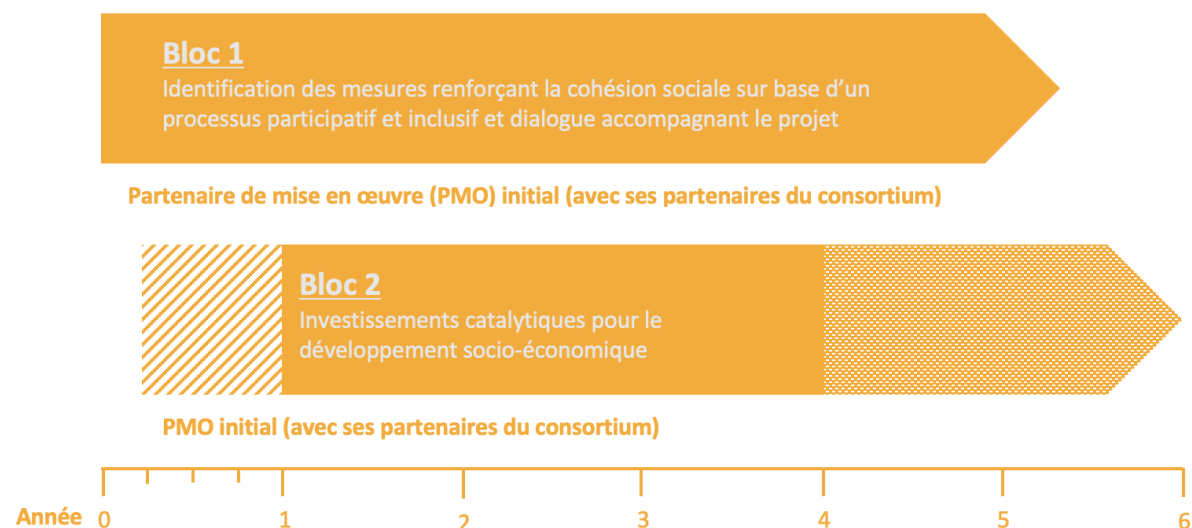 Bloc 1
Identification des mesures renforçant la cohésion sociale sur base d’un
processus participatif et inclusif et dialogue accompagnant le projet
Partenaire de mise en œuvre (PMO) initial (avec ses partenaires du consortium)
Bloc 2
Investissements catalytiques pour le
développement socio-économique
PMO initial (avec ses partenaires du consortium)
Année 0 1 2 3 4 5 6